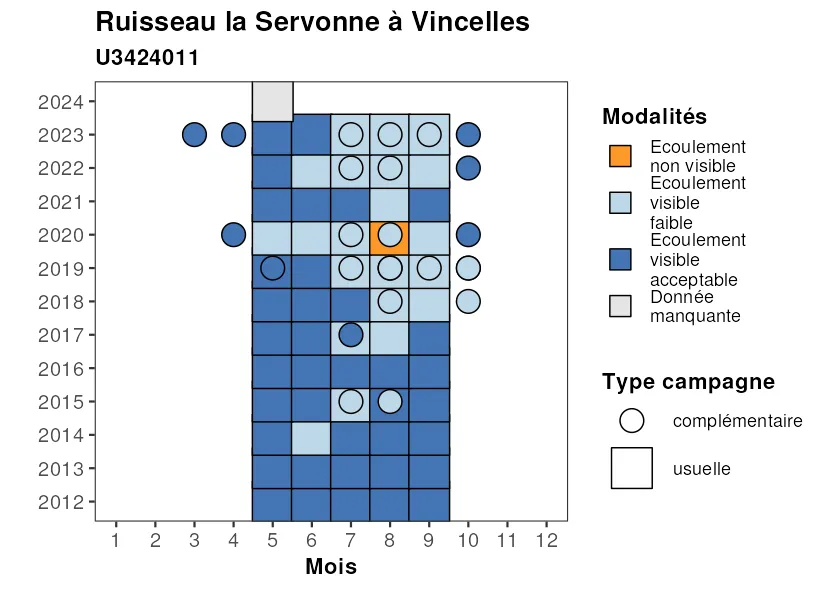 Ruisseau la Servonne à Vincelles
U3424011
2024
2023
2022
2021
2020
2019
2018
2017
2016
2015
2014
2013
2012
1 2 3 4 5 6 7 8 9 10 11 12
Mois
Modalités
Ecoulement
non visible
Ecoulement
visible
faible
Ecoulement
visible
acceptable
Donnée
manquante
Type campagne
complémentaire
usuelle